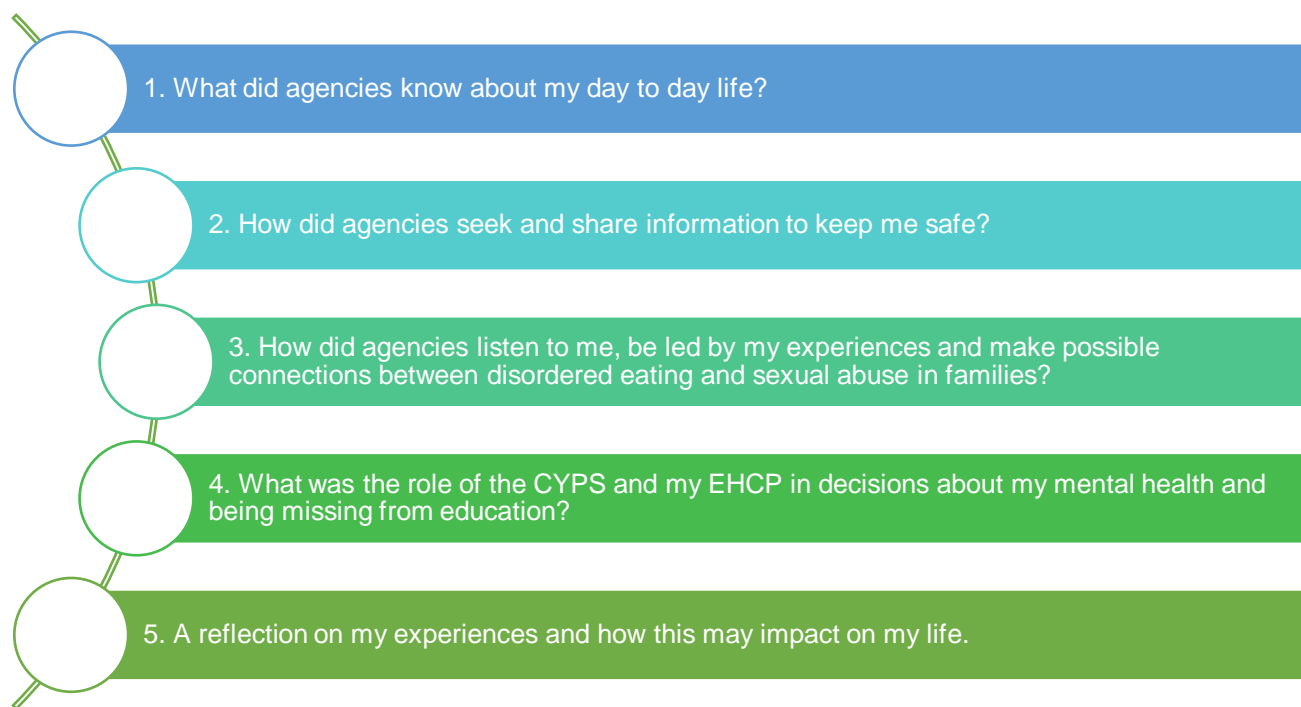 1. What did agencies know about my day to day life?
2. How did agencies seek and share information to keep me safe?
3. How did agencies listen to me, be led by my experiences and make possible
connections between disordered eating and sexual abuse in families?
4. What was the role of the CYPS and my EHCP in decisions about my mental health and
being missing from education?
5. A reflection on my experiences and how this may impact on my life.